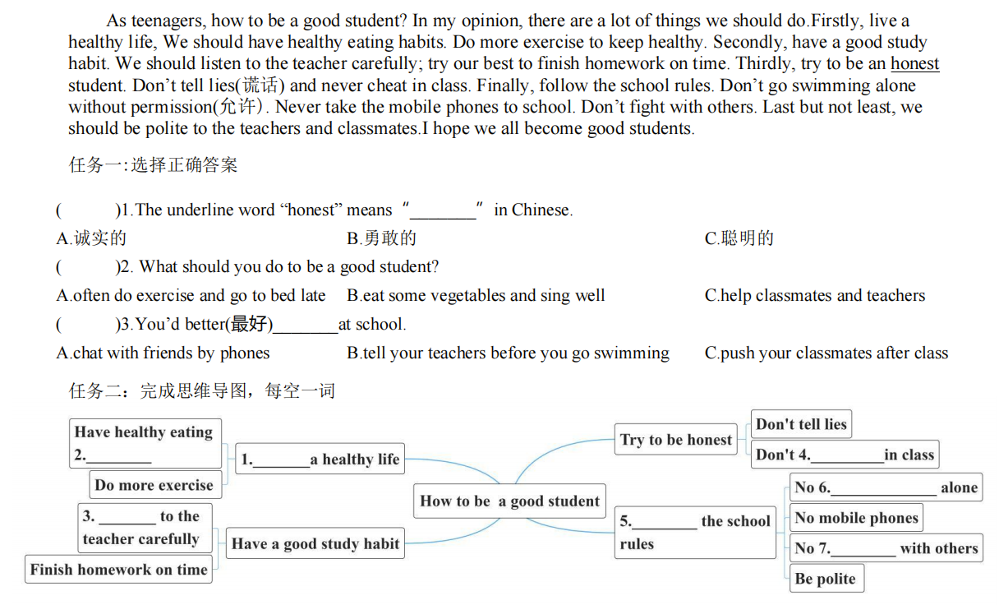 As teenagers, how to be a good student? In my opinion, there are a lot of things we should do.Firstly, live a
healthy life, We should have healthy eating habits. Do more exercise to keep healthy. Secondly, have a good study
habit. We should listen to the teacher carefully; try our best to finish homework on time. Thirdly, try to be an honest
student. Don't tell lies(谎话) and never cheat in class. Finally, follow the school rules. Don't go swimming alone
without permission(允许). Never take the mobile phones to school. Don't fight with others. Last but not least, we
should be polite to the teachers and classmates.I hope we all become good students.
任务一:选择正确答案
( )1.The underline word “honest” means "_______" in Chinese.
A.诚实的 B.勇敢的 C.聪明的
( )2. What should you do to be a good student?
A.often do exercise and go to bed late B.eat some vegetables and sing well C.help classmates and teachers
( )3.You'd better(最好)_______at school.
A.chat with friends by phones B.tell your teachers before you go swimming C.push your classmates after class
任务二：完成思维导图，每空一词
Have healthy eating
2.________
Do more exercise
1._______a healthy life
3. _______ to the
teacher carefully
Finish homework on time
Have a good study habit
How to be a good student
Try to be honest
Don't tell lies
Don't 4._________in class
5.________ the school
rules
No 6._____________ alone
No mobile phones
No 7.________ with others
Be polite